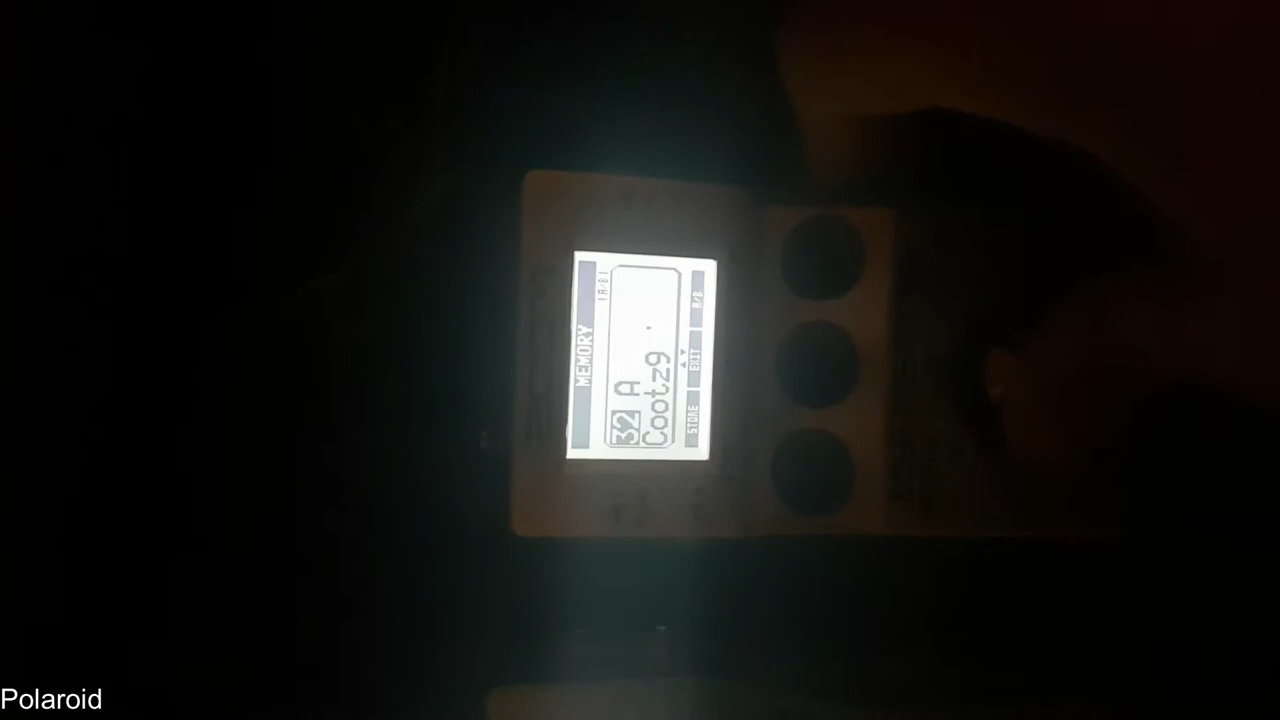 MEMORY
[A/B]
32 A
Cootz9
STORE EXIT A/B
Polaroid